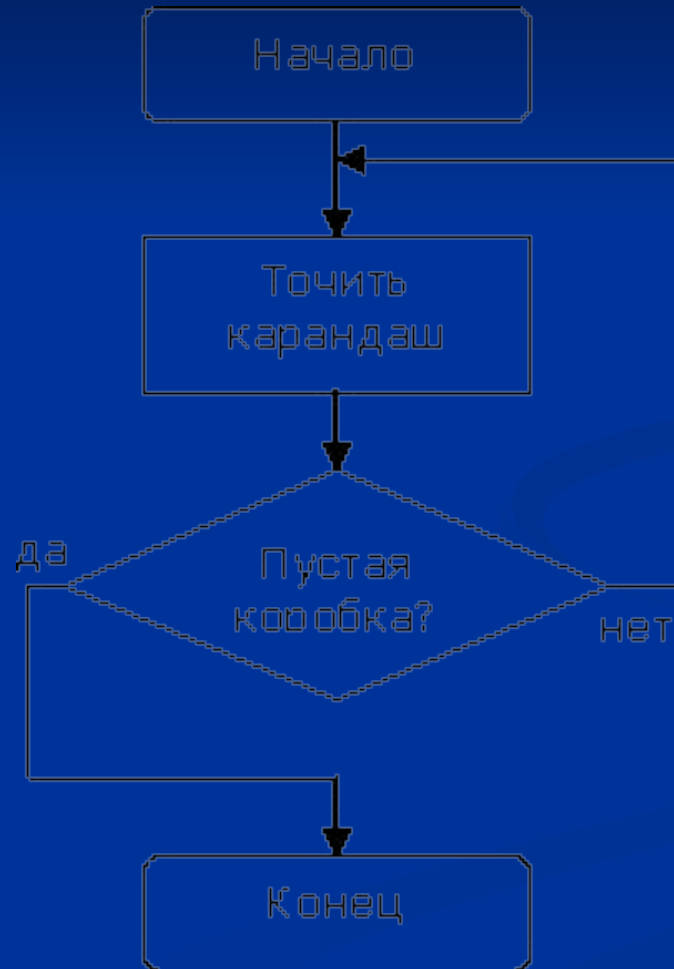 Начало
Точить
карандаш
да
Пустая
коробка?
нет
Конец